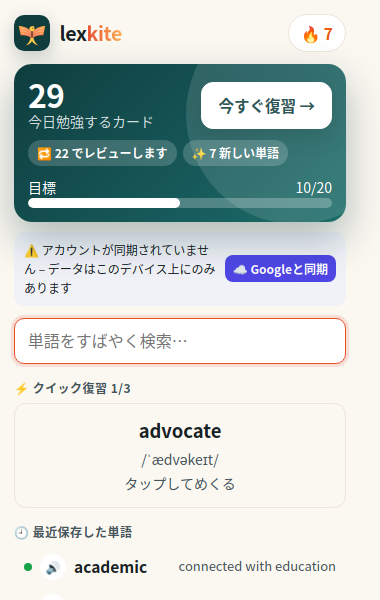 lexkite
🔥 7
29
今日勉強するカード
今すぐ復習 →
🔁 22 でレビューします
✨ 7 新しい単語
目標
10/20
⚠️ アカウントが同期されていませ
ん – データはこのデバイス上にのみ
あります
☁️ Googleと同期
単語をすばやく検索…
⚡ クイック復習 1/3
advocate
/ˈædvəkeɪt/
タップしてめくる
🕘 最近保存した単語
🔊 academic
connected with education